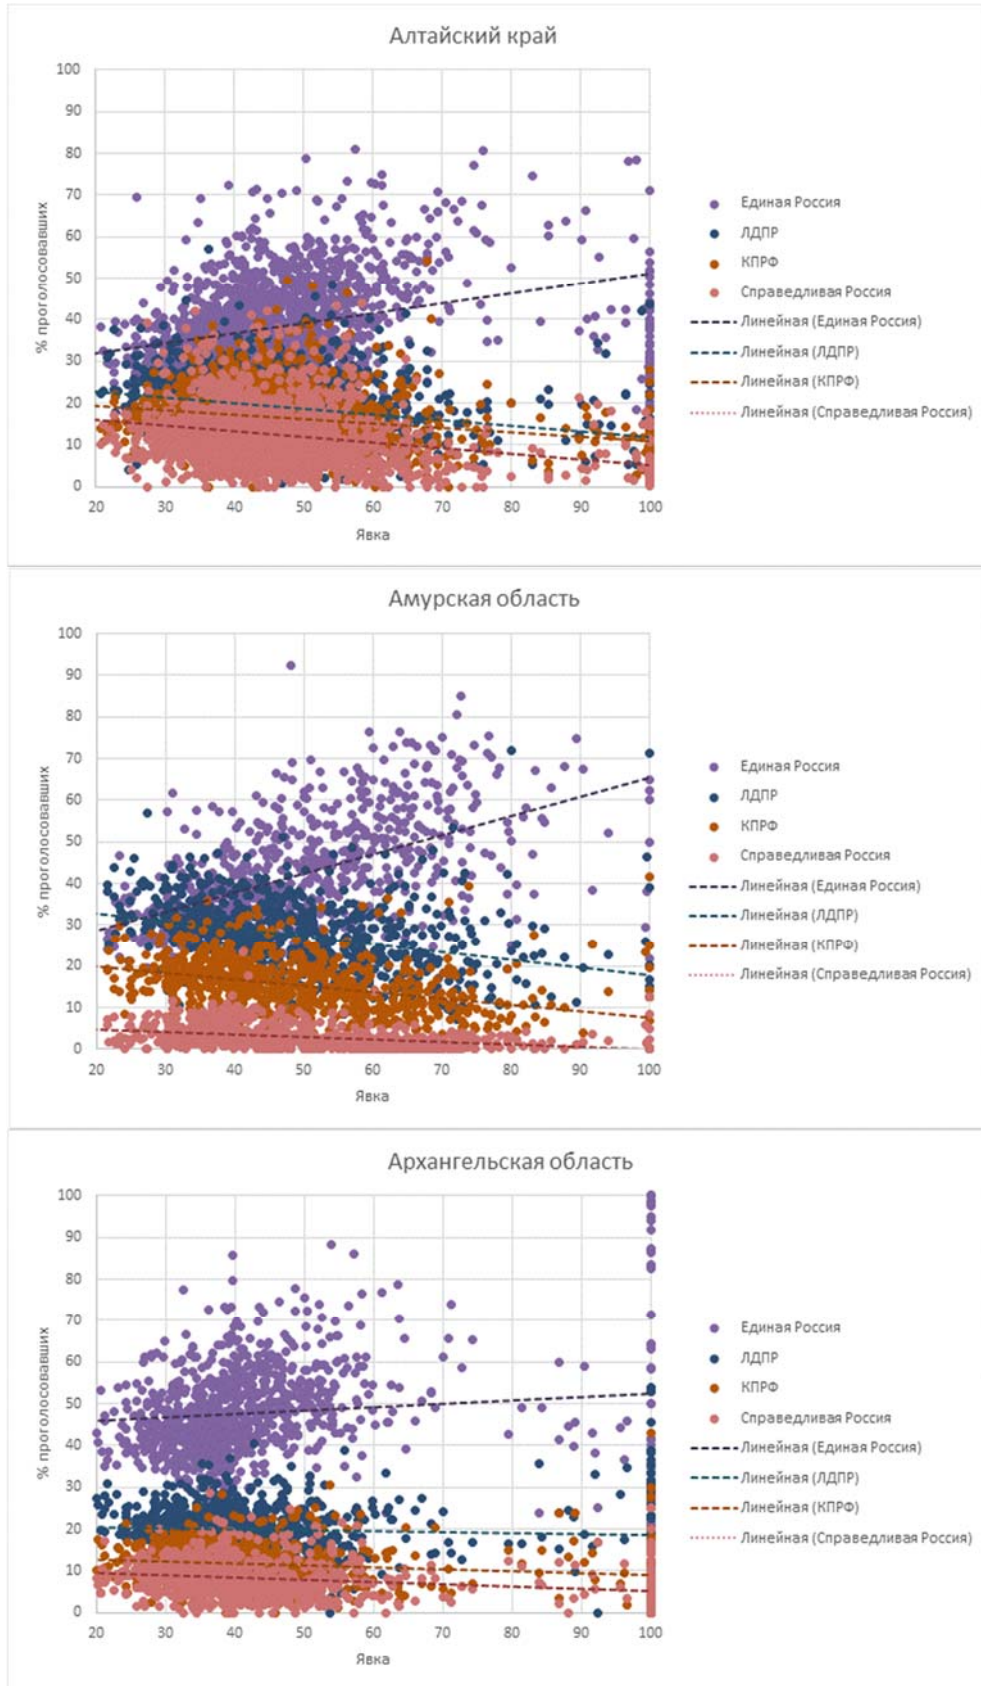 Алтайский край
100
90
80
70
60
50
40
30
20
10
0
% проголосовавших
20 30 40 50 60 70 80 90 100
Явка
Единая Россия
ЛДПР
КПРФ
Справедливая Россия
Линейная (Единая Россия)
Линейная (ЛДПР)
Линейная (КПРФ)
Линейная (Справедливая Россия)
Амурская область
100
90
80
70
60
50
40
30
20
10
0
% проголосовавших
20 30 40 50 60 70 80 90 100
Явка
Единая Россия
ЛДПР
КПРФ
Справедливая Россия
Линейная (Единая Россия)
Линейная (ЛДПР)
Линейная (КПРФ)
Линейная (Справедливая Россия)
Архангельская область
100
90
80
70
60
50
40
30
20
10
0
% проголосовавших
20 30 40 50 60 70 80 90 100
Явка
Единая Россия
ЛДПР
КПРФ
Справедливая Россия
Линейная (Единая Россия)
Линейная (ЛДПР)
Линейная (КПРФ)
Линейная (Справедливая Россия)